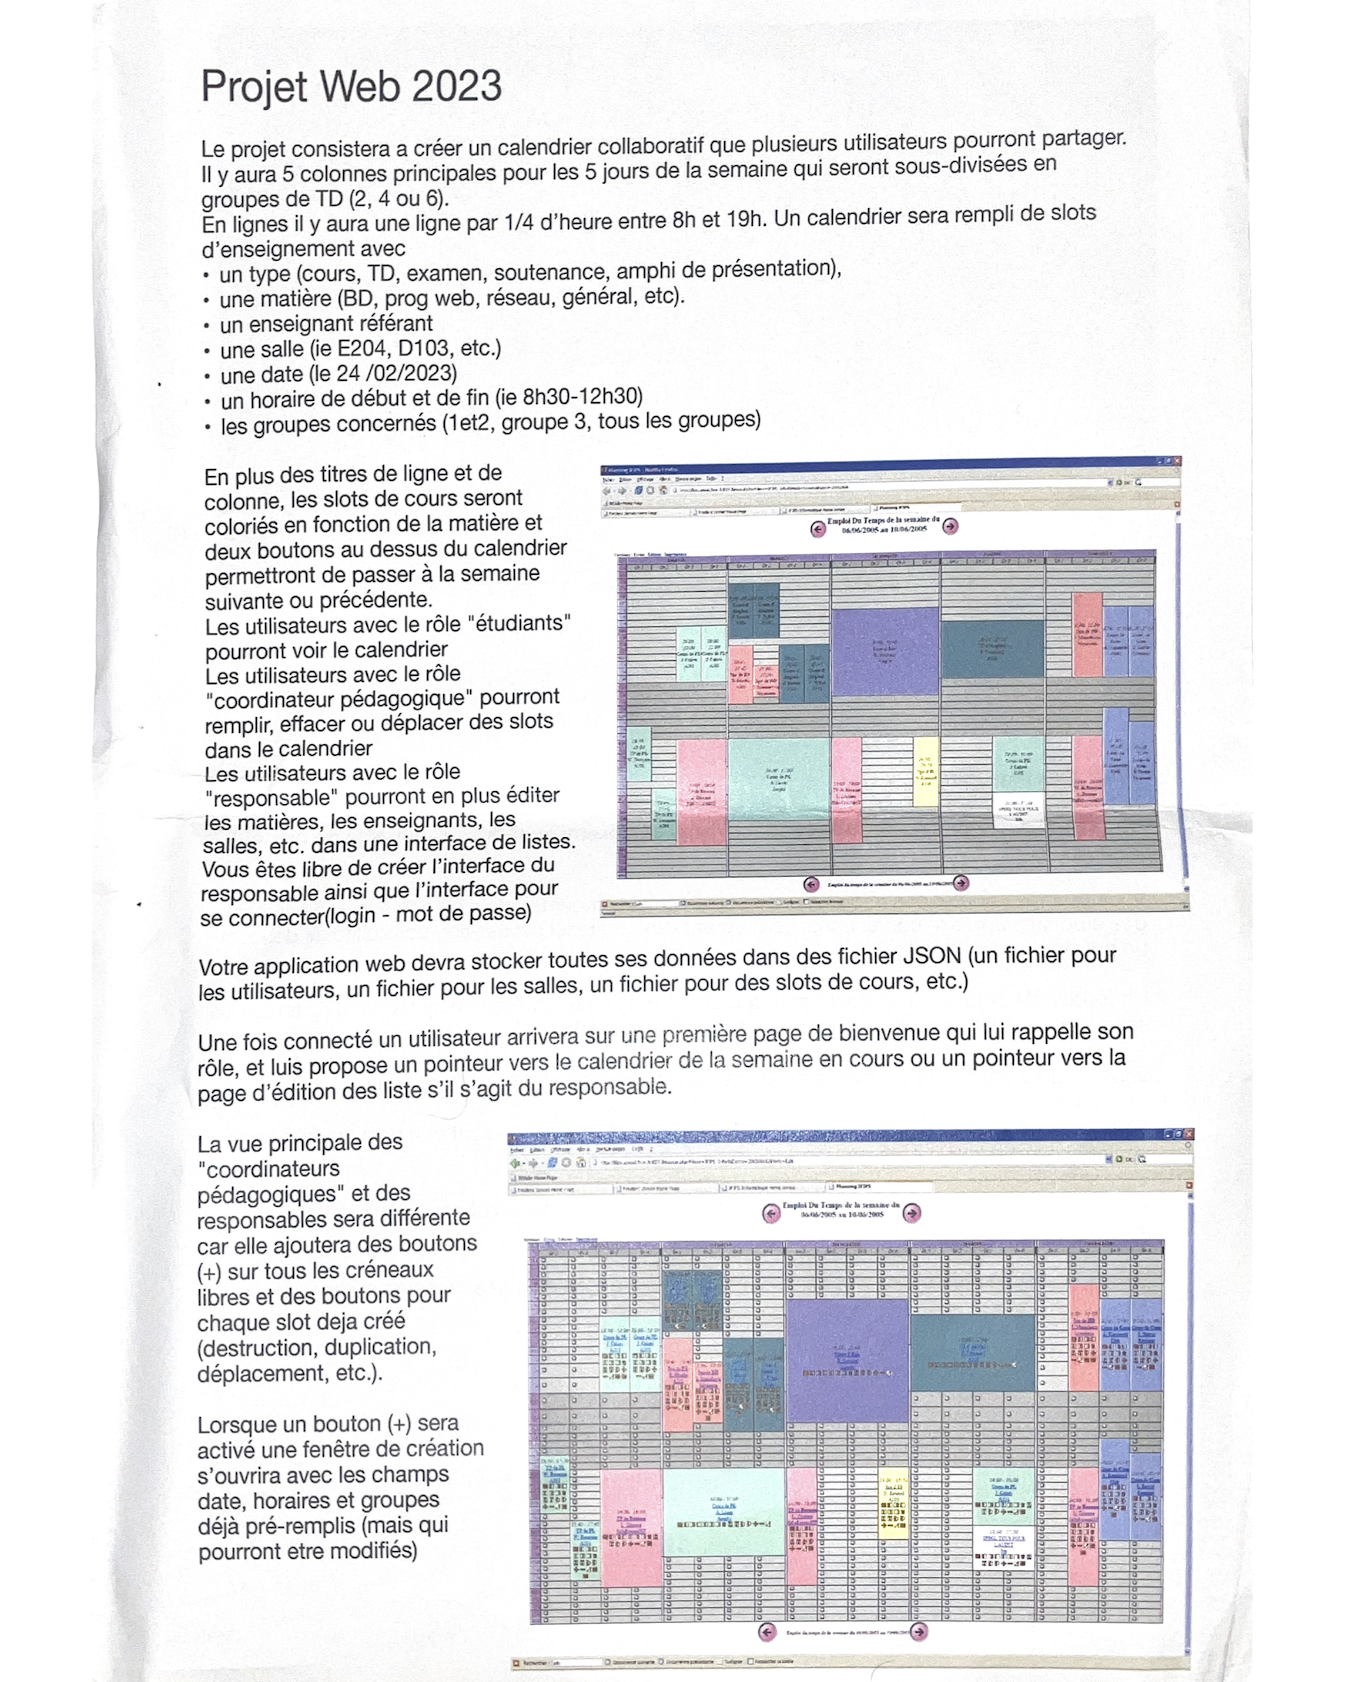 Projet Web 2023
Le projet consistera a créer un calendrier collaboratif que plusieurs utilisateurs pourront partager.
Il y aura 5 colonnes principales pour les 5 jours de la semaine qui seront sous-divisées en
groupes de TD (2, 4 ou 6).
En lignes il y aura une ligne par 1/4 d'heure entre 8h et 19h. Un calendrier sera rempli de slots
d'enseignement avec
• un type (cours, TD, examen, soutenance, amphi de présentation),
• une matière (BD, prog web, réseau, général, etc).
• un enseignant référant
• une salle (ie E204, D103, etc.)
• une date (le 24 /02/2023)
• un horaire de début et de fin (ie 8h30-12h30)
• les groupes concernés (1et2, groupe 3, tous les groupes)
En plus des titres de ligne et de
colonne, les slots de cours seront
coloriés en fonction de la matière et
deux boutons au dessus du calendrier
permettront de passer à la semaine
suivante ou précédente.
Les utilisateurs avec le rôle "étudiants"
pourront voir le calendrier
Les utilisateurs avec le rôle
"coordinateur pédagogique" pourront
remplir, effacer ou déplacer des slots
dans le calendrier
Les utilisateurs avec le rôle
"responsable" pourront en plus éditer
les matières, les enseignants, les
salles, etc. dans une interface de listes.
Vous êtes libre de créer l'interface du
responsable ainsi que l'interface pour
se connecter(login - mot de passe)
Emploi Du Temps de la semaine du
06/06/2005 au 10/06/2005
Votre application web devra stocker toutes ses données dans des fichier JSON (un fichier pour
les utilisateurs, un fichier pour les salles, un fichier pour des slots de cours, etc.)
Une fois connecté un utilisateur arrivera sur une première page de bienvenue qui lui rappelle son
rôle, et luis propose un pointeur vers le calendrier de la semaine en cours ou un pointeur vers la
page d'édition des liste s'il s'agit du responsable.
La vue principale des
"coordinateurs
pédagogiques" et des
responsables sera différente
car elle ajoutera des boutons
(+) sur tous les créneaux
libres et des boutons pour
chaque slot deja créé
(destruction, duplication,
déplacement, etc.).
Lorsque un bouton (+) sera
activé une fenêtre de création
s'ouvrira avec les champs
date, horaires et groupes
déjà pré-remplis (mais qui
pourront etre modifiés)
Emploi Du Temps de la semaine du
06/06/2005 au 10/06/2005